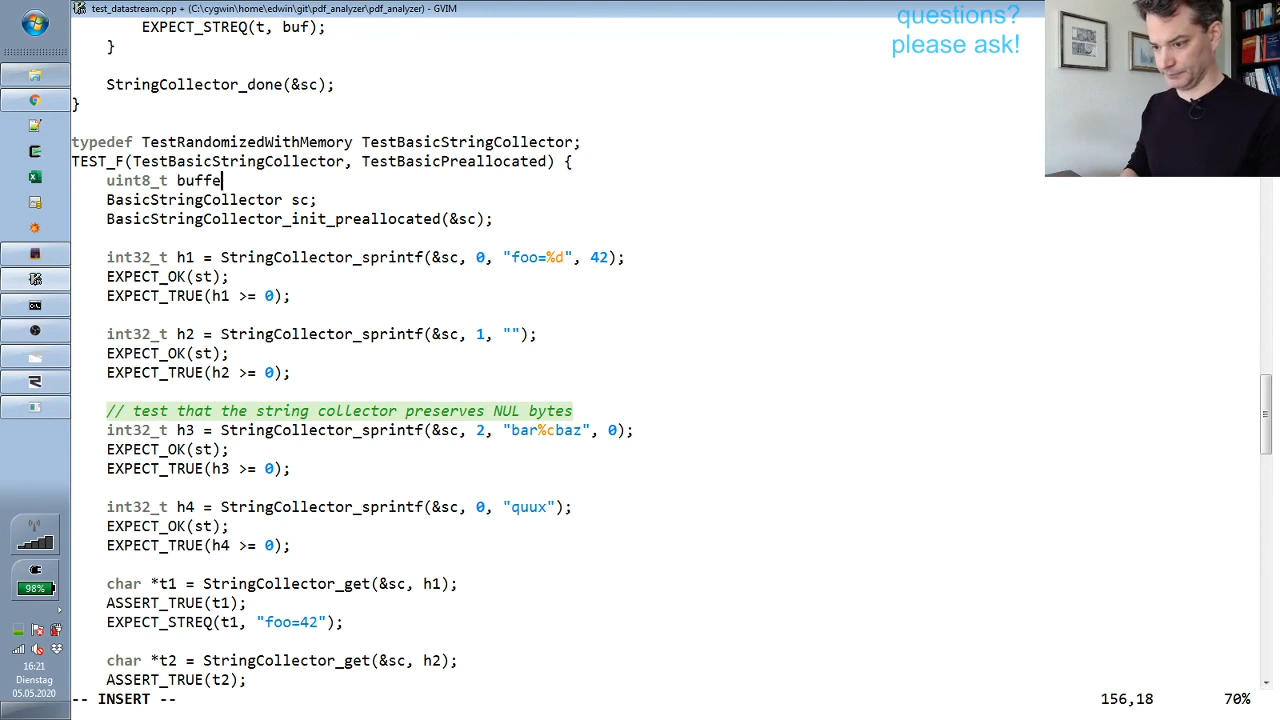 test_datastream.cpp + (C:\cygwin\home\edwin\git\pdf_analyzer\pdf_analyzer) - GVIM
questions?
please ask!
EXPECT_STREQ(t, buf);
}
StringCollector_done(&sc);
}
typedef TestRandomizedWithMemory TestBasicStringCollector;
TEST_F(TestBasicStringCollector, TestBasicPreallocated) {
uint8_t buffe
BasicStringCollector sc;
BasicStringCollector_init_preallocated(&sc);
int32_t h1 = StringCollector_sprintf(&sc, 0, "foo=%d", 42);
EXPECT_OK(st);
EXPECT_TRUE(h1 >= 0);
int32_t h2 = StringCollector_sprintf(&sc, 1, "");
EXPECT_OK(st);
EXPECT_TRUE(h2 >= 0);
// test that the string collector preserves NUL bytes
int32_t h3 = StringCollector_sprintf(&sc, 2, "bar%cbaz", 0);
EXPECT_OK(st);
EXPECT_TRUE(h3 >= 0);
int32_t h4 = StringCollector_sprintf(&sc, 0, "quux");
EXPECT_OK(st);
EXPECT_TRUE(h4 >= 0);
char *t1 = StringCollector_get(&sc, h1);
ASSERT_TRUE(t1);
EXPECT_STREQ(t1, "foo=42");
char *t2 = StringCollector_get(&sc, h2);
ASSERT_TRUE(t2);
-- INSERT --
156,18
70%
98%
16:21
Dienstag
05.05.2020